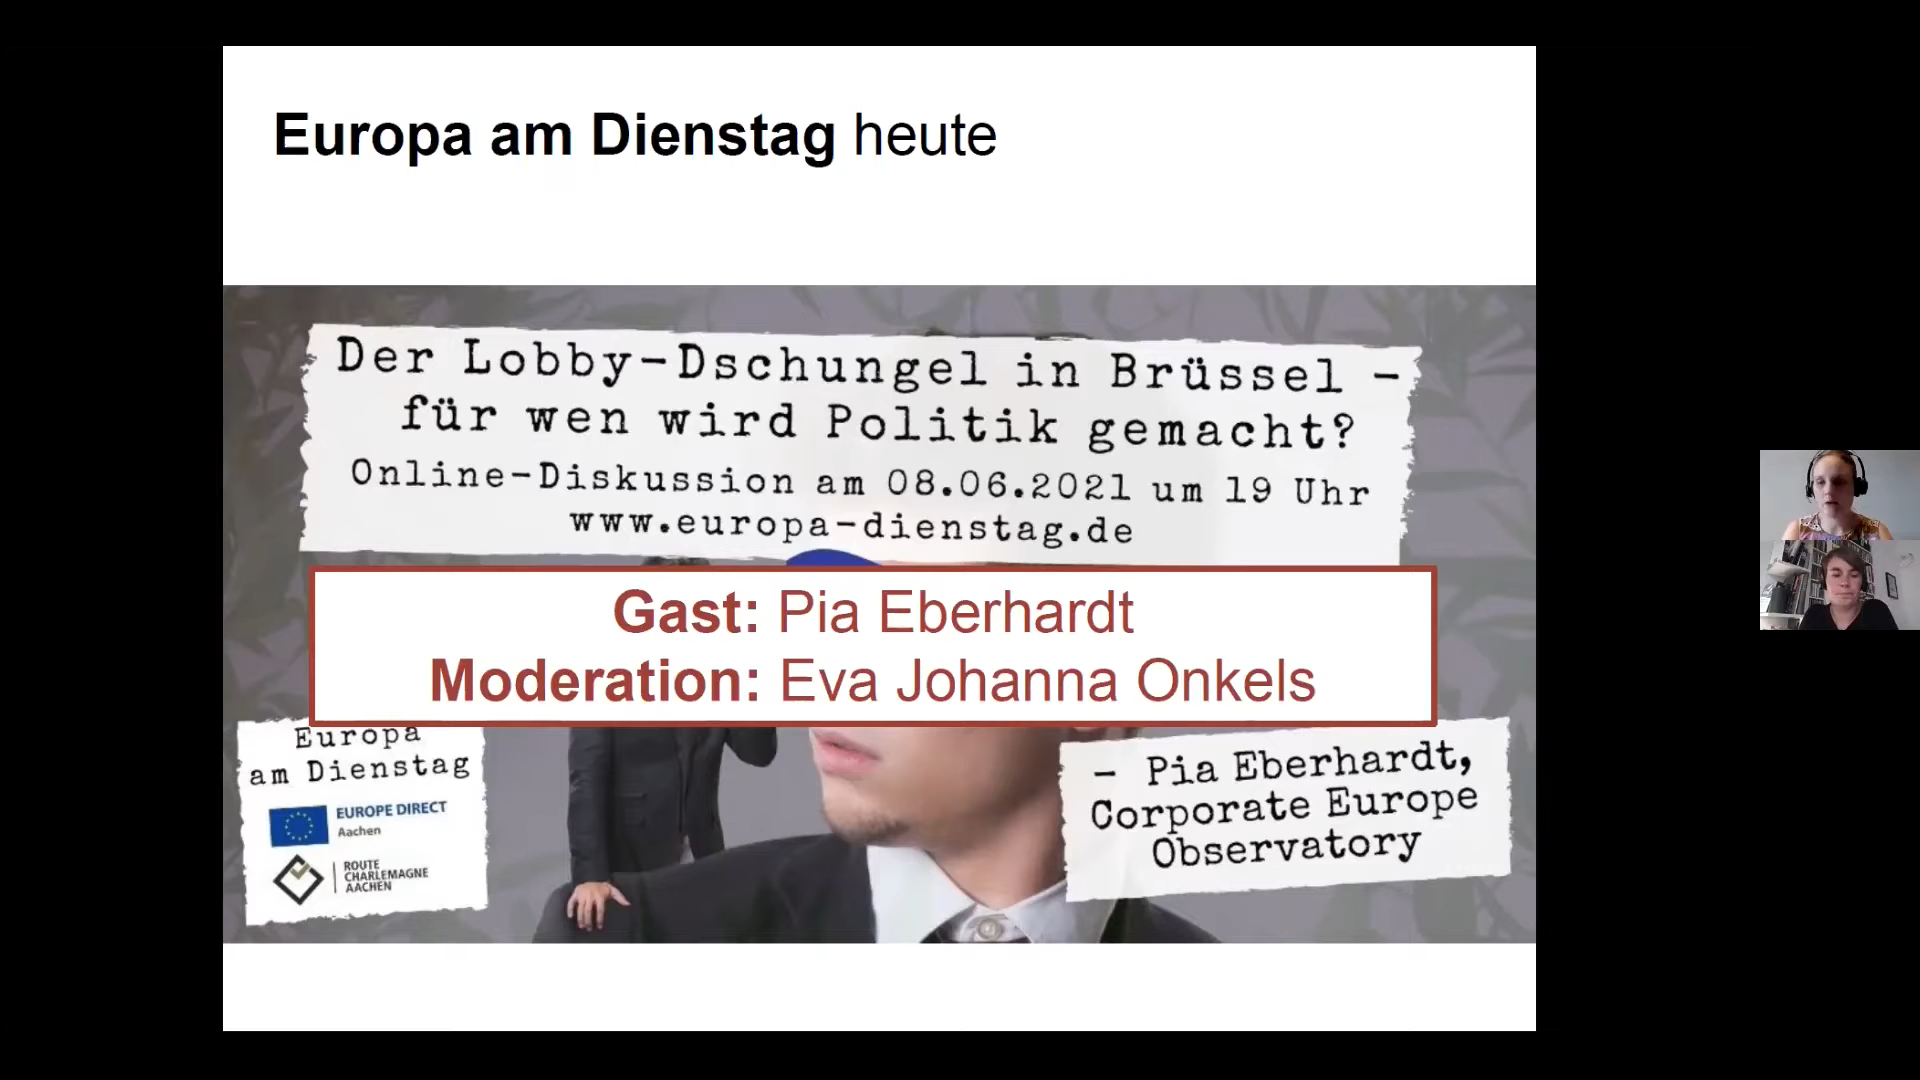 Europa am Dienstag heute
Der Lobby-Dschungel in Brüssel -
für wen wird Politik gemacht?
Online-Diskussion am 08.06.2021 um 19 Uhr
www.europa-dienstag.de
Gast: Pia Eberhardt
Moderation: Eva Johanna Onkels
Europa
am Dienstag
EUROPE DIRECT
Aachen
ROUTE
CHARLEMAGNE
AACHEN
- Pia Eberhardt,
Corporate Europe
Observatory